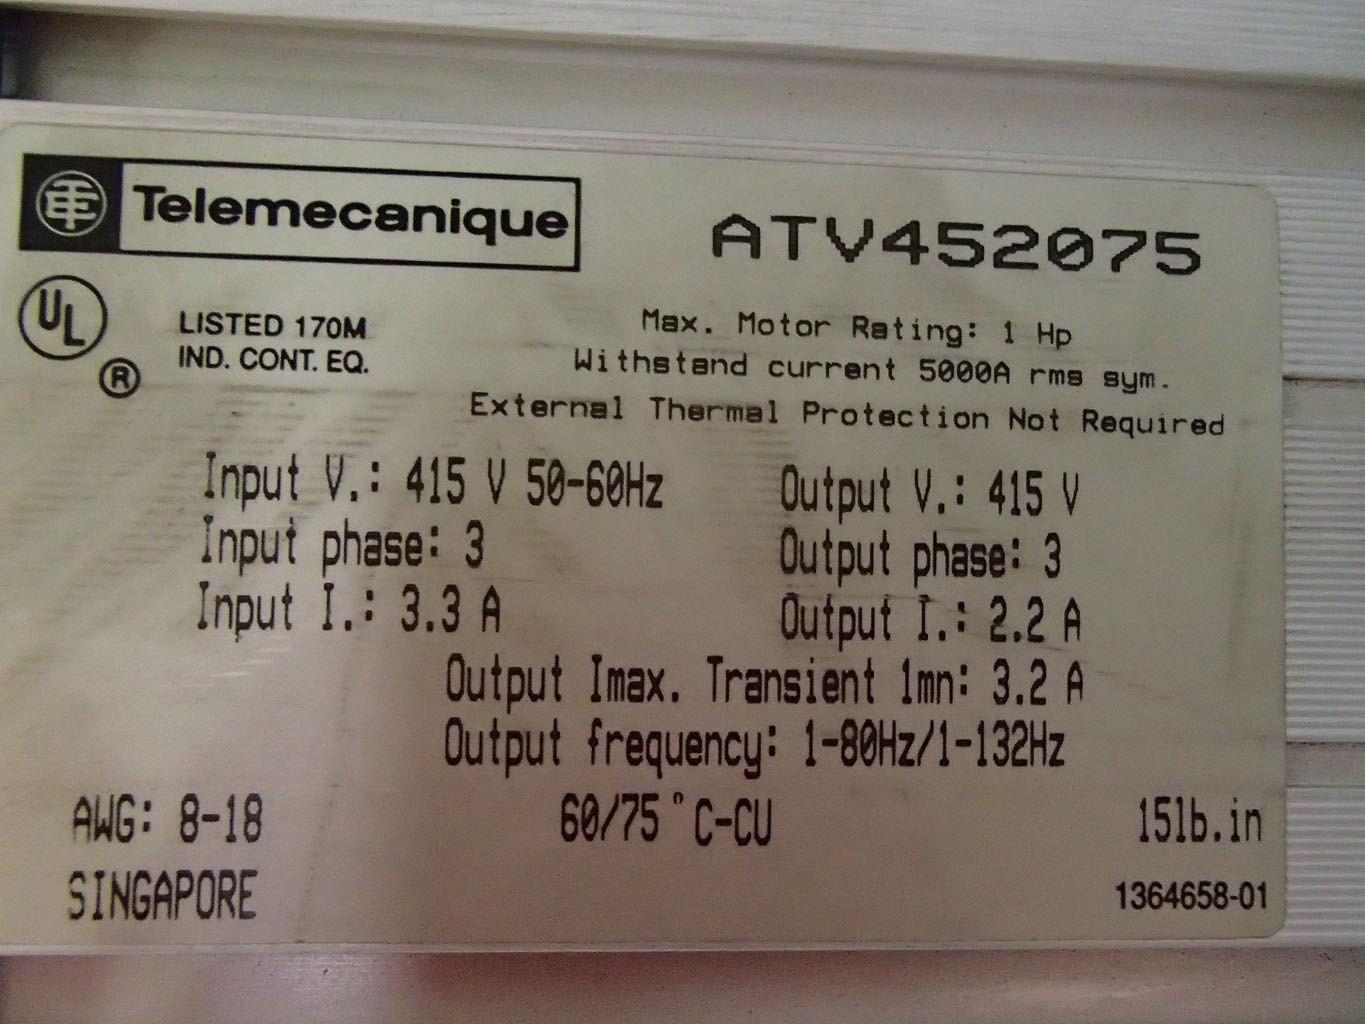 Telemecanique
ATV452075
UL
®
LISTED 170M
IND. CONT. EQ.
Max. Motor Rating: 1 Hp
Withstand current 5000A rms sym.
External Thermal Protection Not Required
Input V.: 415 V 50-60Hz
Output V.: 415 V
Input phase: 3
Output phase: 3
Input I.: 3.3 A
Output I.: 2.2 A
Output Imax. Transient 1mn: 3.2 A
Output frequency: 1-80Hz/1-132Hz
AWG: 8-18
60/75°C-CU
15lb.in
SINGAPORE
1364658-01